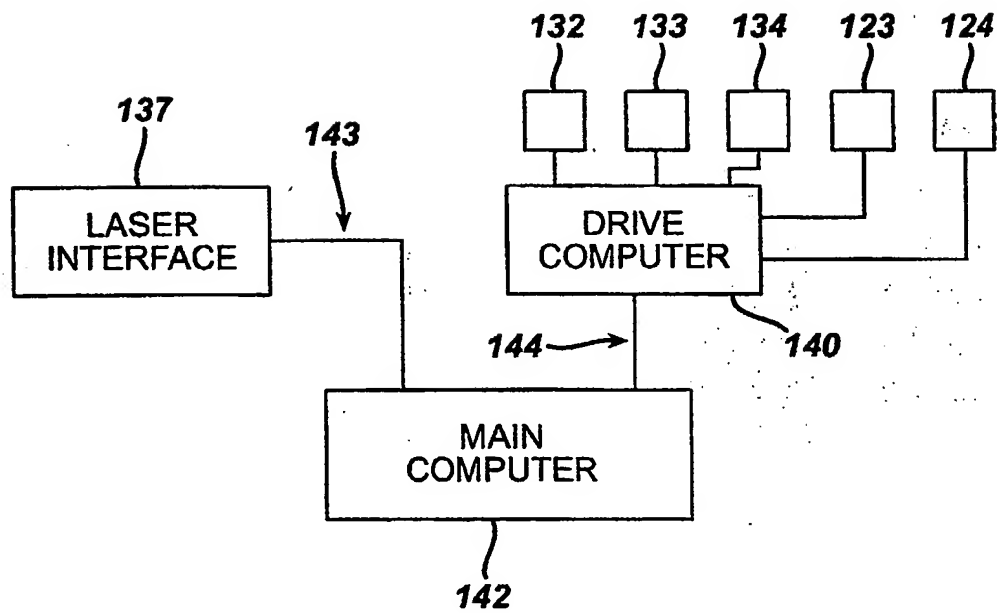 132 133 134 123 124
137
143
LASER
INTERFACE
DRIVE
COMPUTER
144
140
MAIN
COMPUTER
142